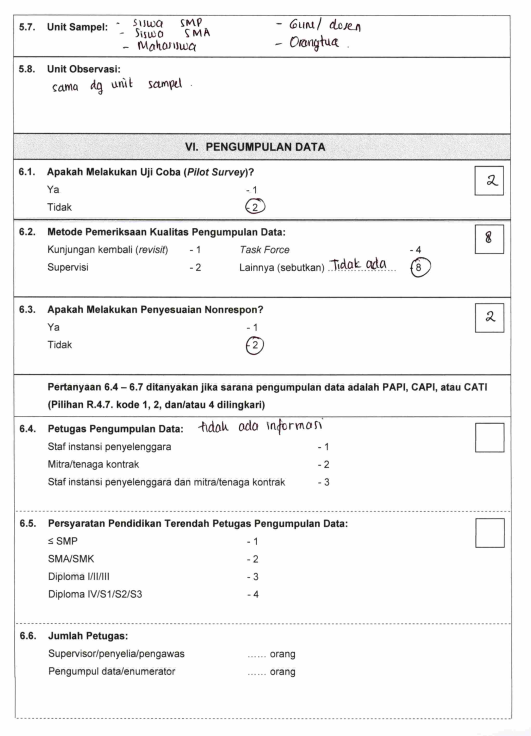 5.7. Unit Sampel: - siswa SMP - Guru/ dosen
- Siswa SMA - Orangtua .
- Mahasiswa
5.8. Unit Observasi:
sama dg unit sampel .
VI. PENGUMPULAN DATA
6.1. Apakah Melakukan Uji Coba (Pilot Survey)? 2
Ya - 1
Tidak - 2
6.2. Metode Pemeriksaan Kualitas Pengumpulan Data: 8
Kunjungan kembali (revisit) - 1 Task Force - 4
Supervisi - 2 Lainnya (sebutkan) Tidak ada - 8
6.3. Apakah Melakukan Penyesuaian Nonrespon? 2
Ya - 1
Tidak - 2
Pertanyaan 6.4 – 6.7 ditanyakan jika sarana pengumpulan data adalah PAPI, CAPI, atau CATI
(Pilihan R.4.7. kode 1, 2, dan/atau 4 dilingkari)
6.4. Petugas Pengumpulan Data: tidak ada informasi
Staf instansi penyelenggara - 1
Mitra/tenaga kontrak - 2
Staf instansi penyelenggara dan mitra/tenaga kontrak - 3
6.5. Persyaratan Pendidikan Terendah Petugas Pengumpulan Data:
≤ SMP - 1
SMA/SMK - 2
Diploma I/II/III - 3
Diploma IV/S1/S2/S3 - 4
6.6. Jumlah Petugas:
Supervisor/penyelia/pengawas ...... orang
Pengumpul data/enumerator ...... orang